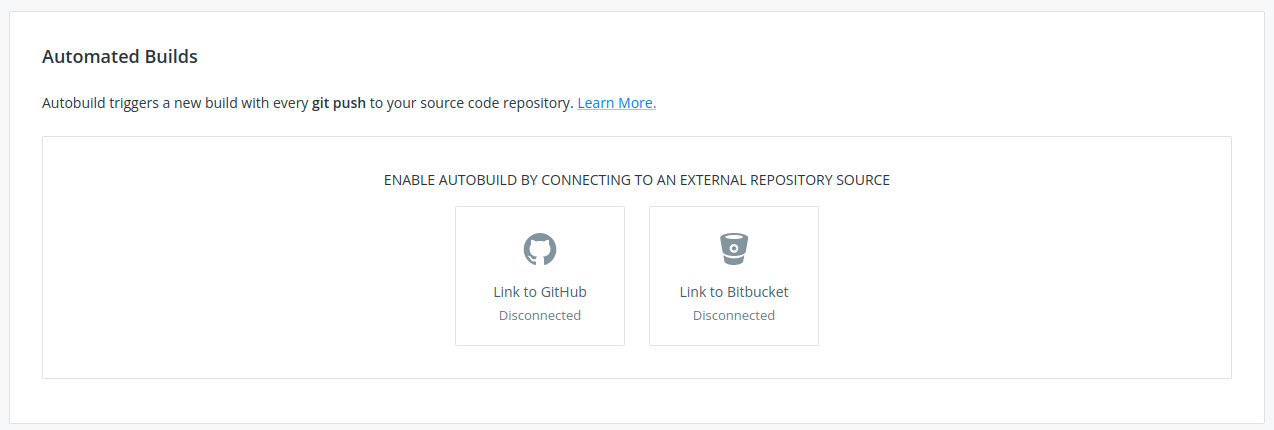 Automated Builds
Autobuild triggers a new build with every git push to your source code repository. Learn More.
ENABLE AUTOBUILD BY CONNECTING TO AN EXTERNAL REPOSITORY SOURCE
Link to GitHub
Disconnected
Link to Bitbucket
Disconnected